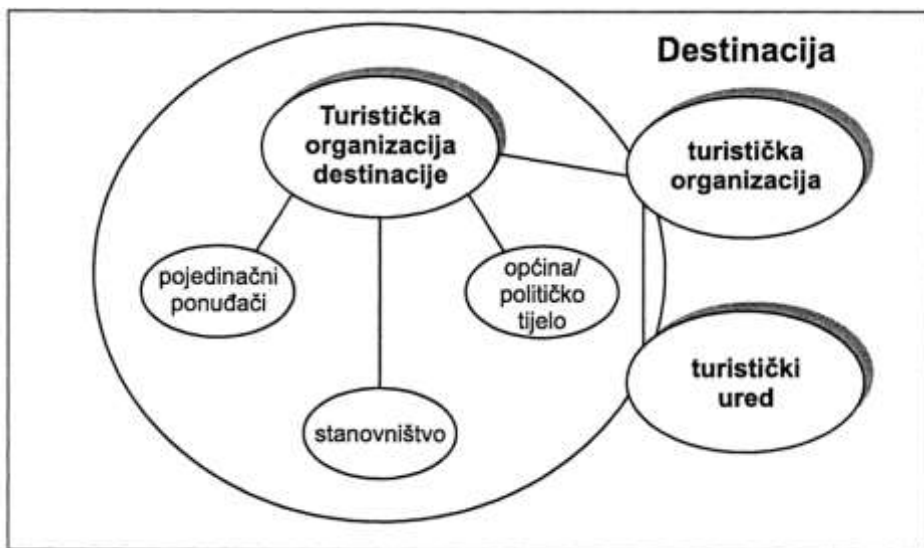 Destinacija
Turistička
organizacija
destinacije
turistička
organizacija
pojedinačni
ponuđači
općina/
političko
tijelo
turistički
ured
stanovništvo